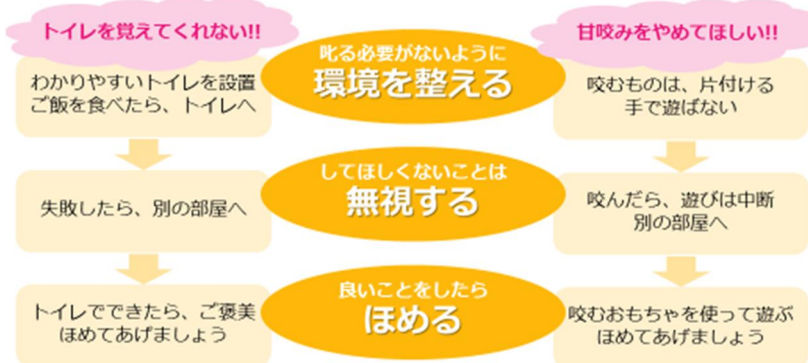 トイレを覚えてくれない!!
わかりやすいトイレを設置
ご飯を食べたら、トイレへ
失敗したら、別の部屋へ
トイレでできたら、ご褒美
ほめてあげましょう
叱る必要がないように
環境を整える
してほしくないことは
無視する
良いことをしたら
ほめる
甘咬みをやめてほしい!!
咬むものは、片付ける
手で遊ばない
咬んだら、遊びは中断
別の部屋へ
咬むおもちゃを使って遊ぶ
ほめてあげましょう